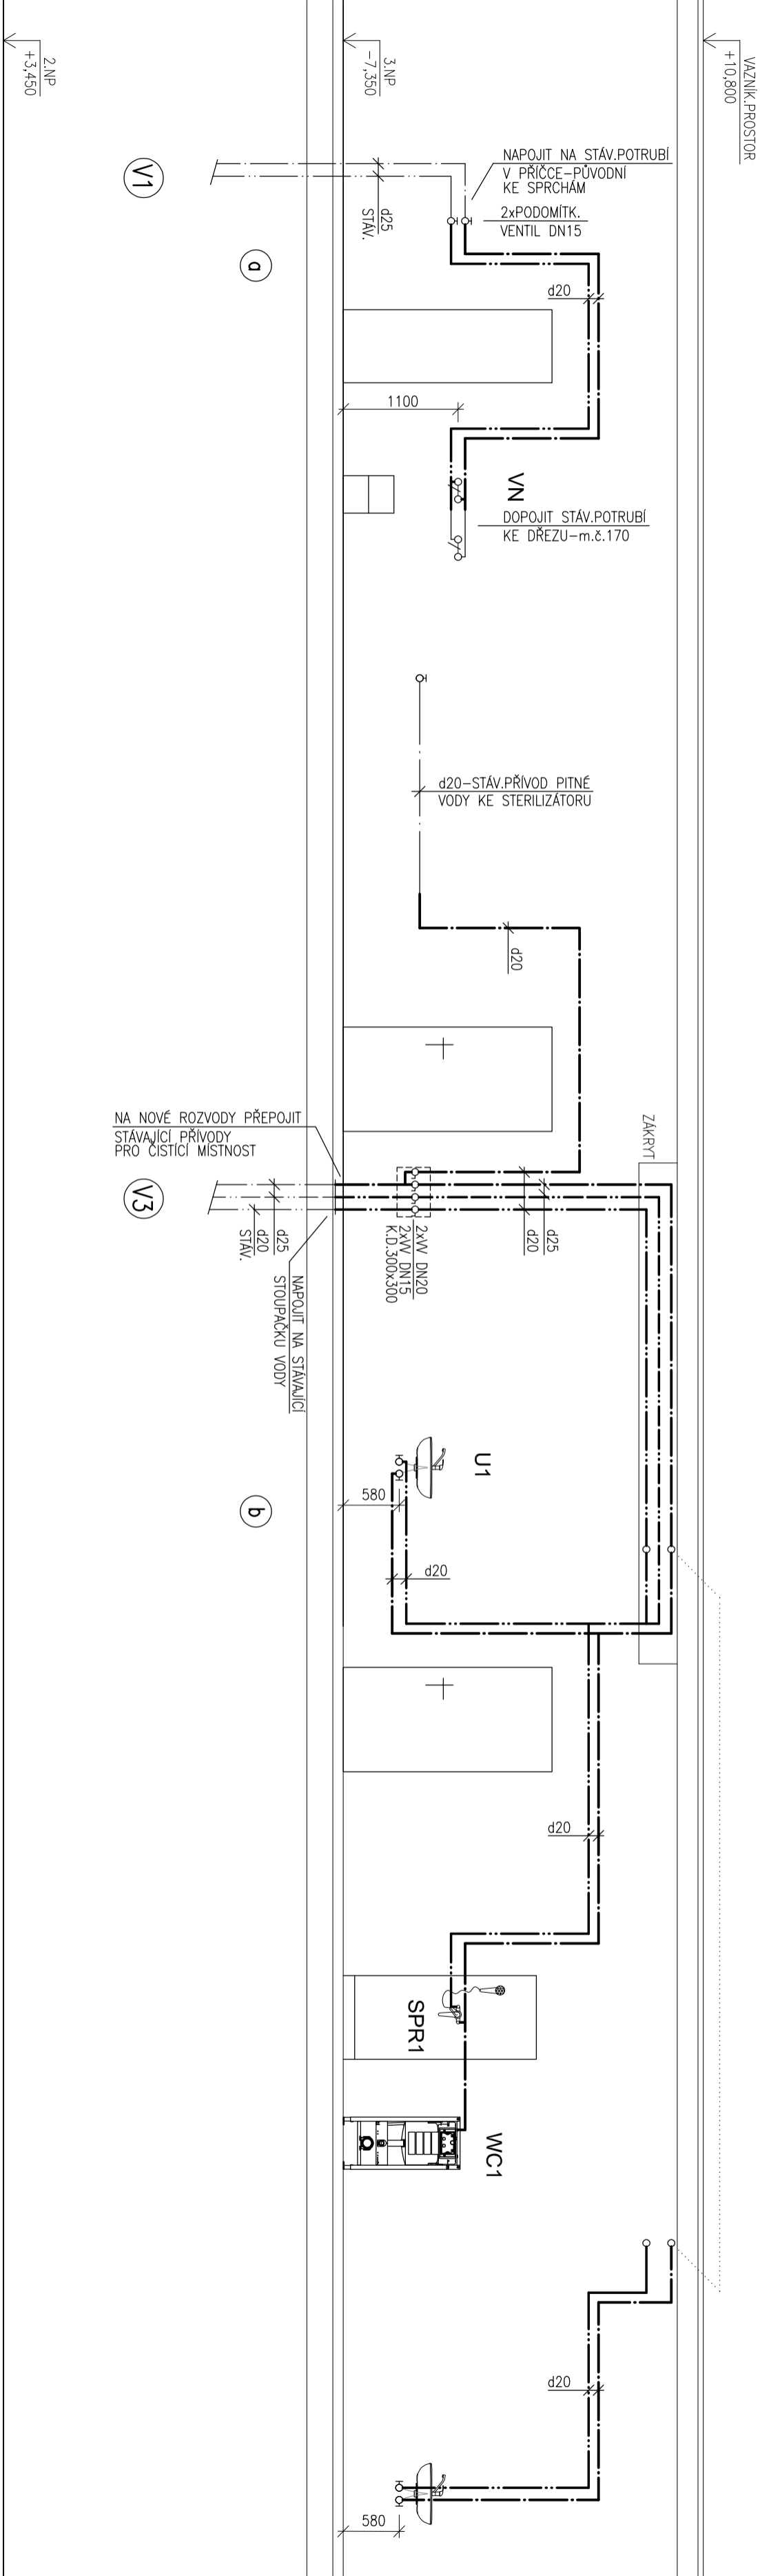 VAZNÍK.PROSTOR
+10,800
3.NP
-7,350
2.NP
+3,450
NAPOJIT NA STÁV.POTRUBÍ
V PŘÍČCE-PŮVODNÍ
KE SPRCHÁM
2xPODOMÍTK.
VENTIL DN15
d25
STÁV.
V1
a
d20
1100
VN
DOPOJIT STÁV.POTRUBÍ
KE DŘEZU-m.č.170
d20-STÁV.PŘÍVOD PITNÉ
VODY KE STERILIZÁTORU
d20
ZÁKRYT
NA NOVÉ ROZVODY PŘEPOJIT
STÁVAJÍCÍ PŘÍVODY
PRO ČISTÍCÍ MÍSTNOST
V3
d25
d20
STÁV.
2xVV DN20
2xVV DN15
K.D.300x300
d25
d20
NAPOJIT NA STÁVAJÍCÍ
STOUPAČKU VODY
U1
580
b
d20
d20
SPR1
WC1
d20
580